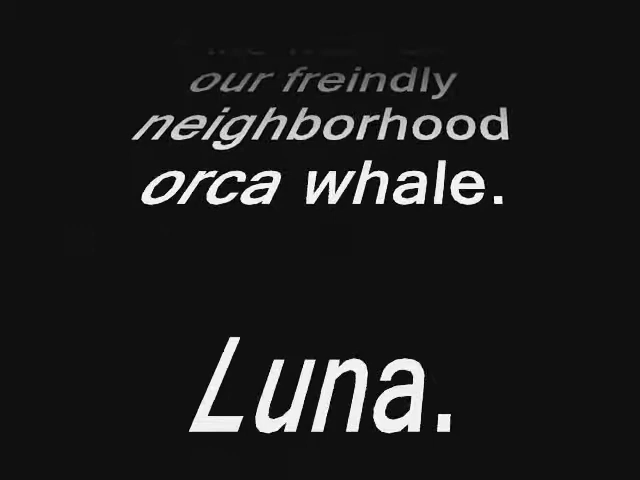 our freindly
neighborhood
orca whale.
Luna.